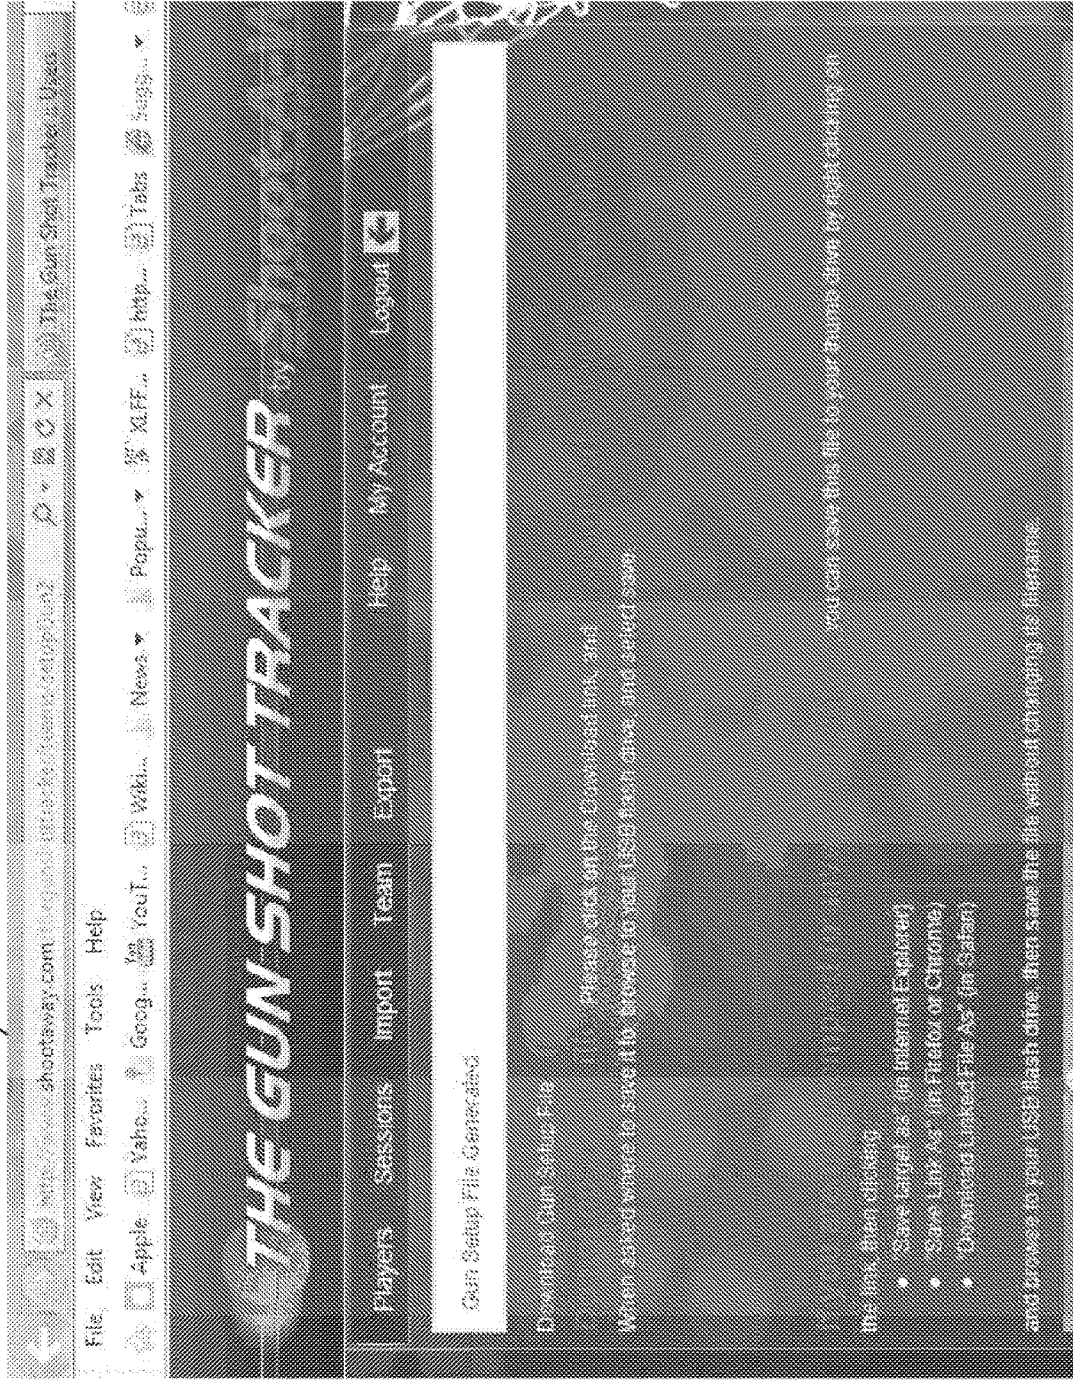 shootaway.com
The Gun Shot Tracker
File Edit View Favorites Tools Help
Apple Yaho... Goog... YouT... Wiki... News Popu... XLFF... http... Tabs
THE GUN SHOT TRACKER
Players Sessions Import Team Export Help My Account Logout
Gun Setup File Generated.
Download Gun Setup File
Please click on the Download link, and
When asked where to save it to, browse to your USB flash drive, and select save.
You can save this file to your thumb drive by right clicking on
the link, then clicking:
• "Save Target as" (in Internet Explorer)
• "Save Link As" (in Firefox or Chrome)
• "Download Linked File As" (in Safari)
and browse to your USB flash drive, then save the file without changing its